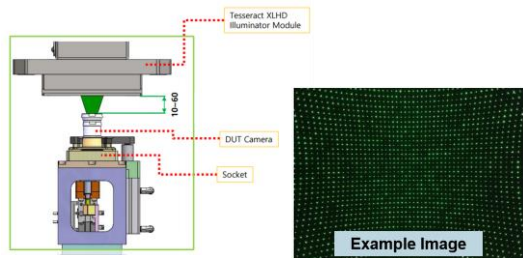 Tesseract XLHD
Illuminator Module
10~60
DUT Camera
Socket
Example Image